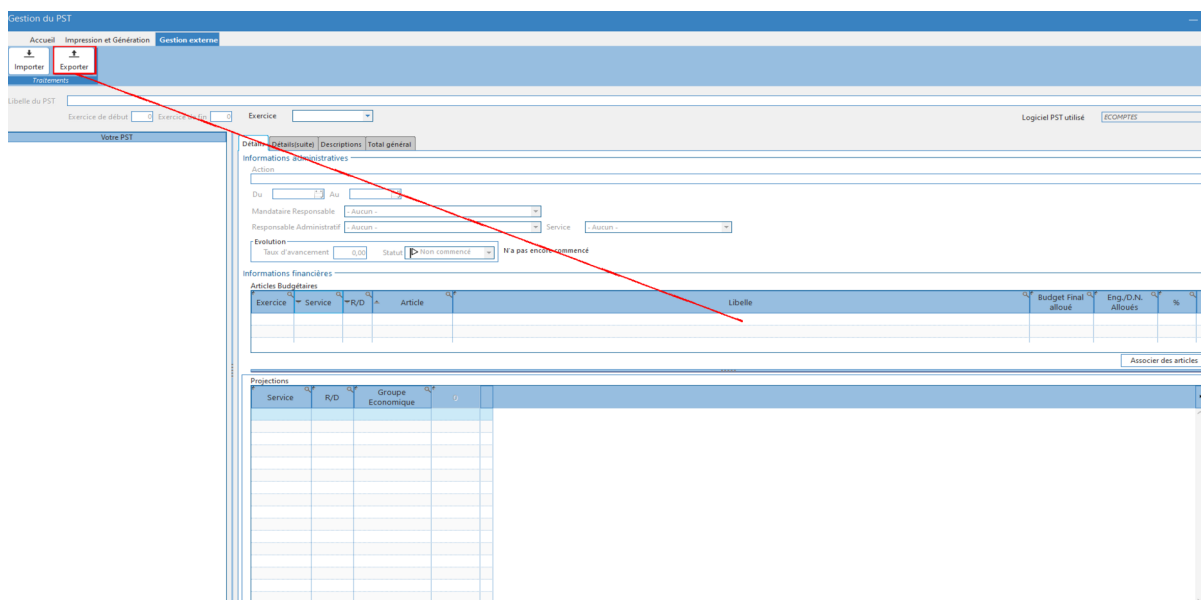 Gestion du PST
Accueil Impression et Génération Gestion externe
Importer Exporter
Traitements
Libelle du PST
Exercice de début 0 Exercice de fin 0 Exercice Logiciel PST utilisé ECOMPTES
Votre PST
Détails Détails(suite) Descriptions Total général
Informations administratives
Action
Du Au
Mandataire Responsable - Aucun -
Responsable Administratif - Aucun - Service - Aucun -
Evolution
Taux d'avancement 0,00 Statut Non commencé N'a pas encore commencé
Informations financières
Articles Budgétaires
Exercice Service R/D Article Libelle Budget Final alloué Eng./D.N. Alloués %
Associer des articles
Projections
Service R/D Groupe Economique 0